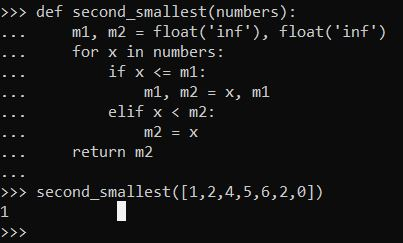 >>> def second_smallest(numbers):
...     m1, m2 = float('inf'), float('inf')
...     for x in numbers:
...         if x <= m1:
...             m1, m2 = x, m1
...         elif x < m2:
...             m2 = x
...     return m2
...
>>> second_smallest([1,2,4,5,6,2,0])
1
>>>